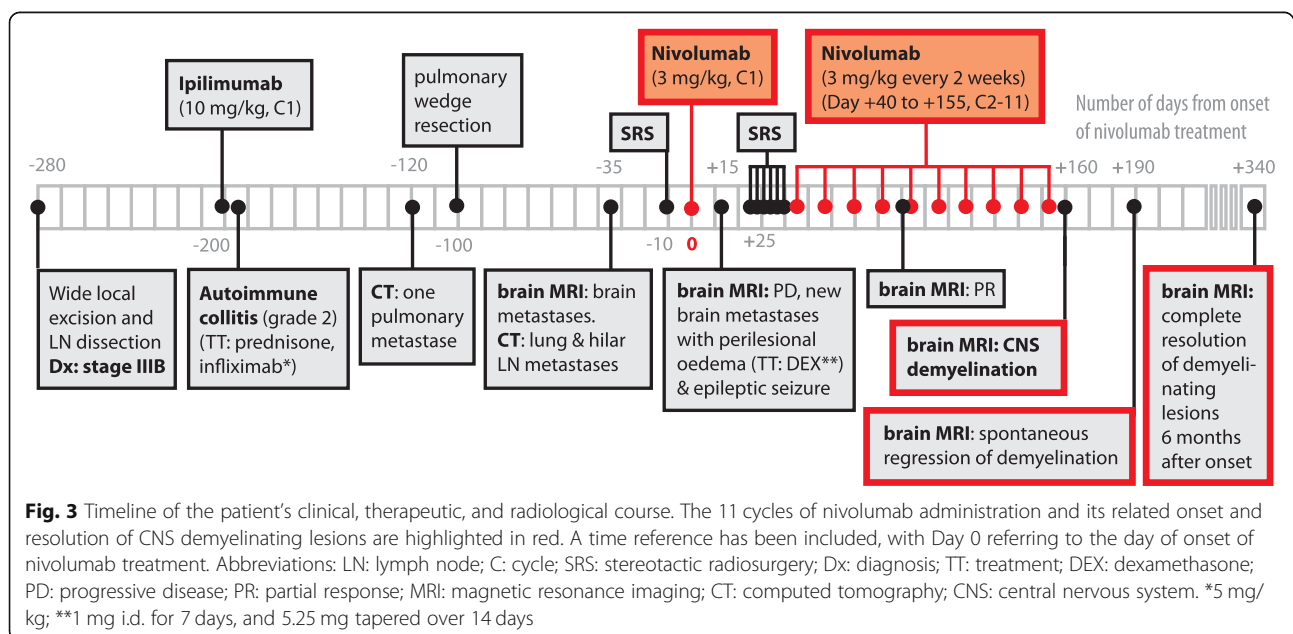 Ipilimumab
(10 mg/kg, C1)
pulmonary
wedge
resection
SRS
Nivolumab
(3 mg/kg, C1)
SRS
Nivolumab
(3 mg/kg every 2 weeks)
(Day +40 to +155, C2-11)
Number of days from onset
of nivolumab treatment
-280
-120
-35
+15
+160
+190
+340
-200
-100
-10
0
+25
Wide local
excision and
LN dissection
Dx: stage IIIB
Autoimmune
colitis (grade 2)
(TT: prednisone,
infliximab*)
CT: one
pulmonary
metastase
brain MRI: brain
metastases.
CT: lung & hilar
LN metastases
brain MRI: PD, new
brain metastases
with perilesional
oedema (TT: DEX**)
& epileptic seizure
brain MRI: PR
brain MRI: CNS
demyelination
brain MRI: spontaneous
regression of demyelination
brain MRI:
complete
resolution
of demyeli-
nating
lesions
6 months
after onset
Fig. 3 Timeline of the patient's clinical, therapeutic, and radiological course. The 11 cycles of nivolumab administration and its related onset and
resolution of CNS demyelinating lesions are highlighted in red. A time reference has been included, with Day 0 referring to the day of onset of
nivolumab treatment. Abbreviations: LN: lymph node; C: cycle; SRS: stereotactic radiosurgery; Dx: diagnosis; TT: treatment; DEX: dexamethasone;
PD: progressive disease; PR: partial response; MRI: magnetic resonance imaging; CT: computed tomography; CNS: central nervous system. *5 mg/
kg; **1 mg i.d. for 7 days, and 5.25 mg tapered over 14 days